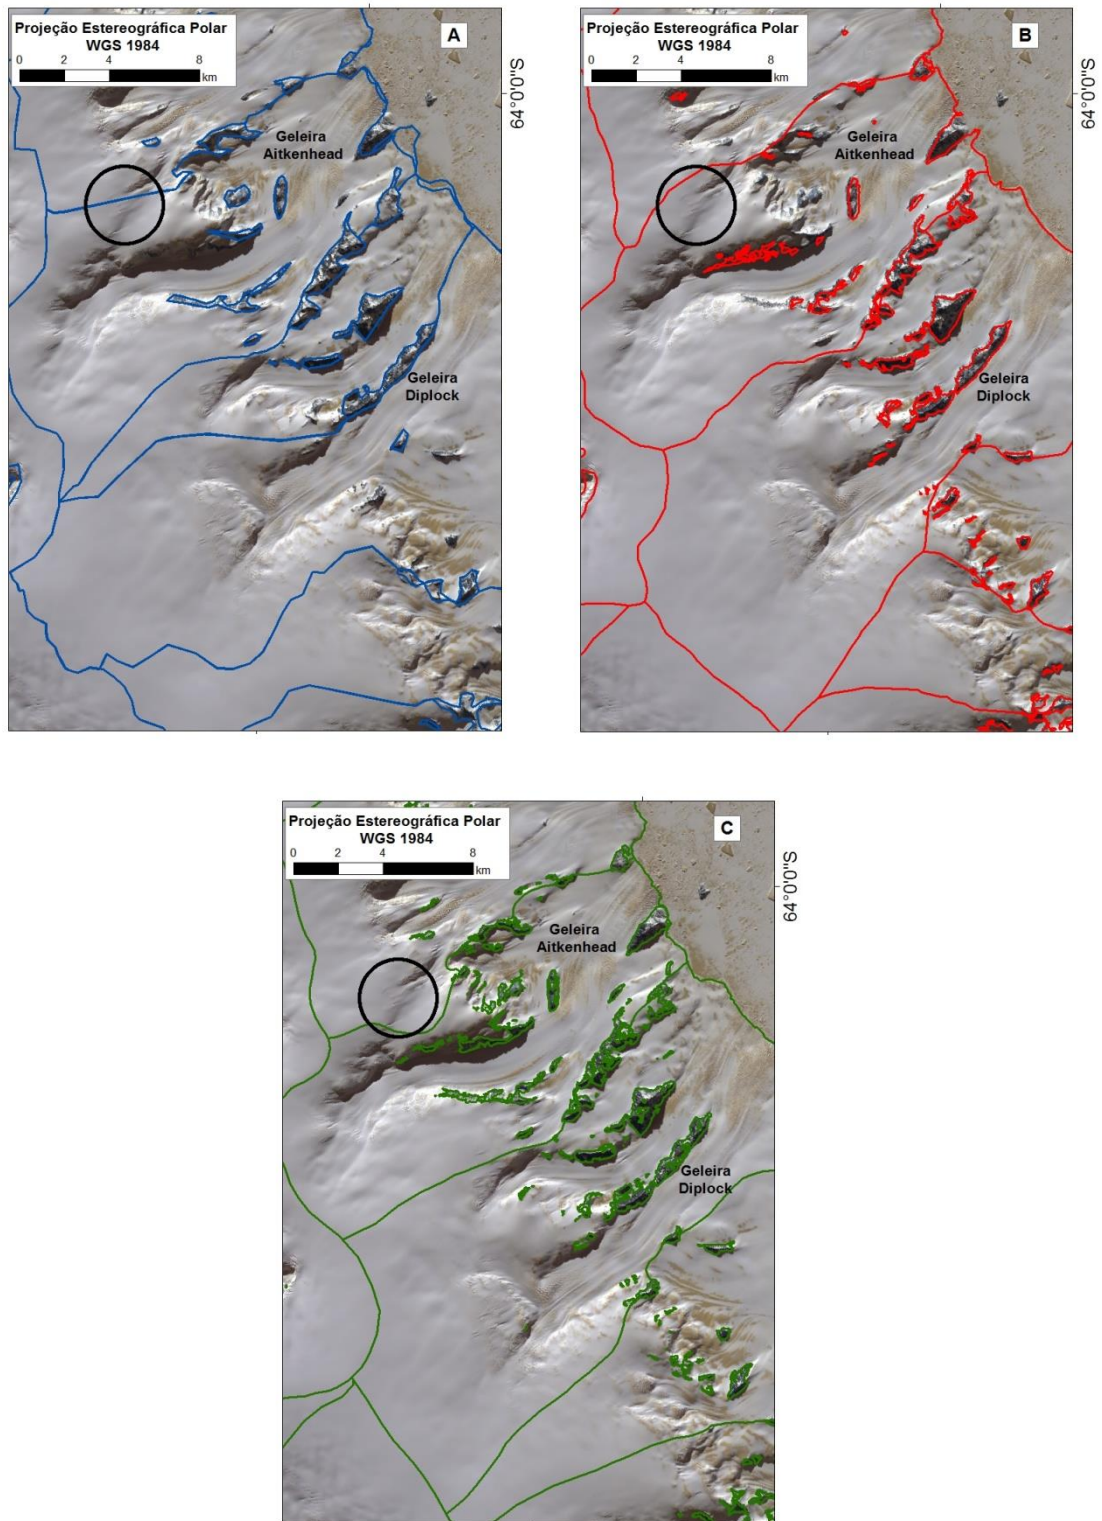 Projeção Estereográfica Polar
WGS 1984
0 2 4 8
km
A
64°0'0"S
Geleira
Aitkenhead
Geleira
Diplock
Projeção Estereográfica Polar
WGS 1984
0 2 4 8
km
B
64°0'0"S
Geleira
Aitkenhead
Geleira
Diplock
Projeção Estereográfica Polar
WGS 1984
0 2 4 8
km
C
64°0'0"S
Geleira
Aitkenhead
Geleira
Diplock